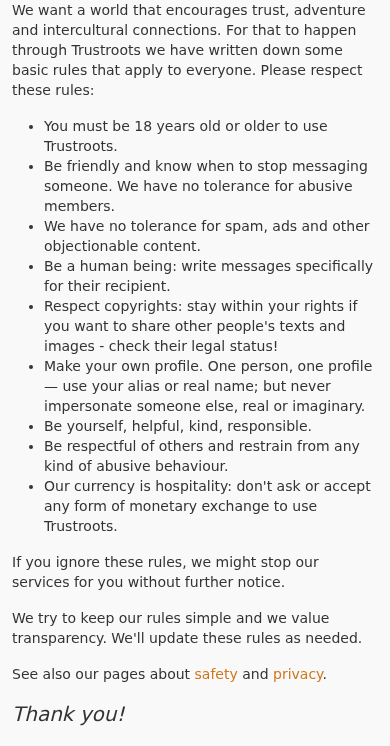 We want a world that encourages trust, adventure
and intercultural connections. For that to happen
through Trustroots we have written down some
basic rules that apply to everyone. Please respect
these rules:
• You must be 18 years old or older to use
Trustroots.
• Be friendly and know when to stop messaging
someone. We have no tolerance for abusive
members.
• We have no tolerance for spam, ads and other
objectionable content.
• Be a human being: write messages specifically
for their recipient.
• Respect copyrights: stay within your rights if
you want to share other people's texts and
images - check their legal status!
• Make your own profile. One person, one profile
— use your alias or real name; but never
impersonate someone else, real or imaginary.
• Be yourself, helpful, kind, responsible.
• Be respectful of others and restrain from any
kind of abusive behaviour.
• Our currency is hospitality: don't ask or accept
any form of monetary exchange to use
Trustroots.
If you ignore these rules, we might stop our
services for you without further notice.
We try to keep our rules simple and we value
transparency. We'll update these rules as needed.
See also our pages about safety and privacy.
Thank you!